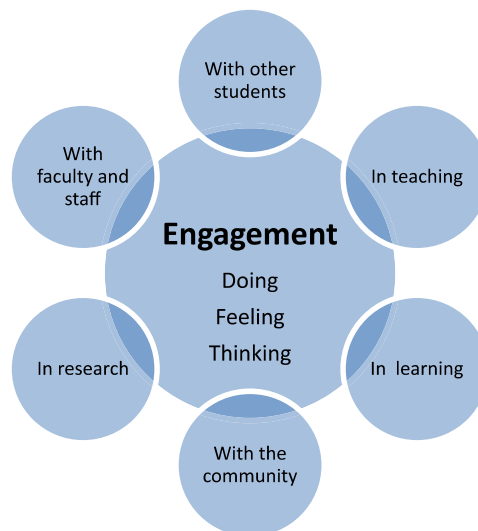 With other
students
With
faculty and
staff
In teaching
Engagement
Doing
Feeling
Thinking
In research
In learning
With the
community